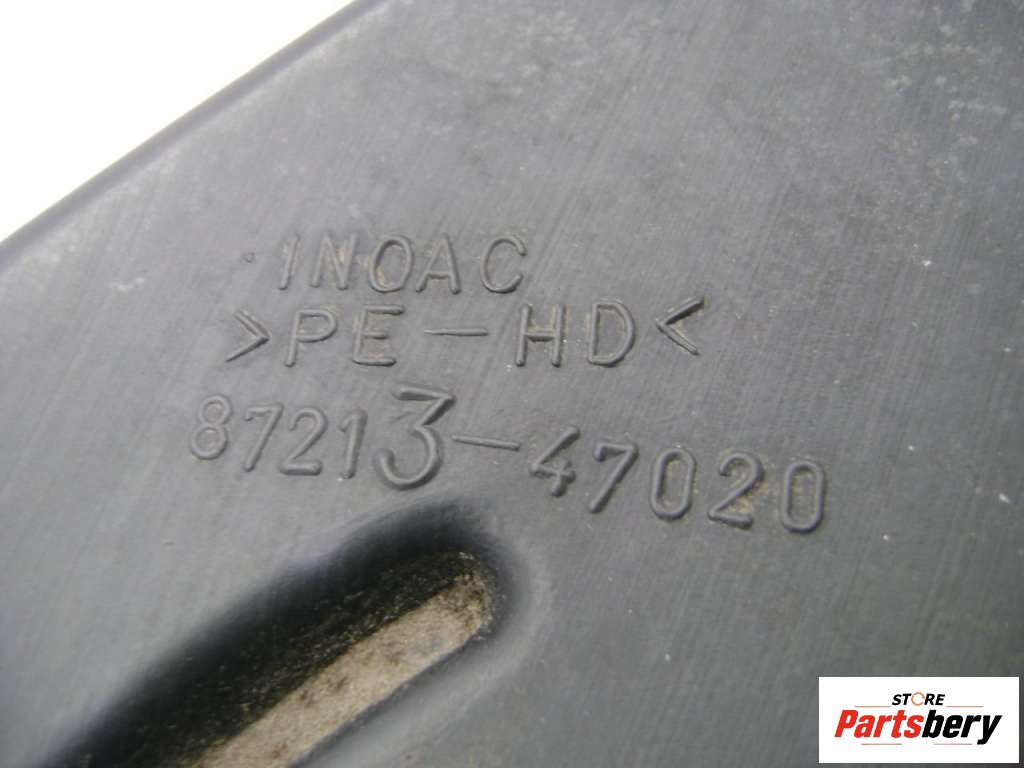 INOAC
>PE-HD<
87213-47020
STORE
Partsbery